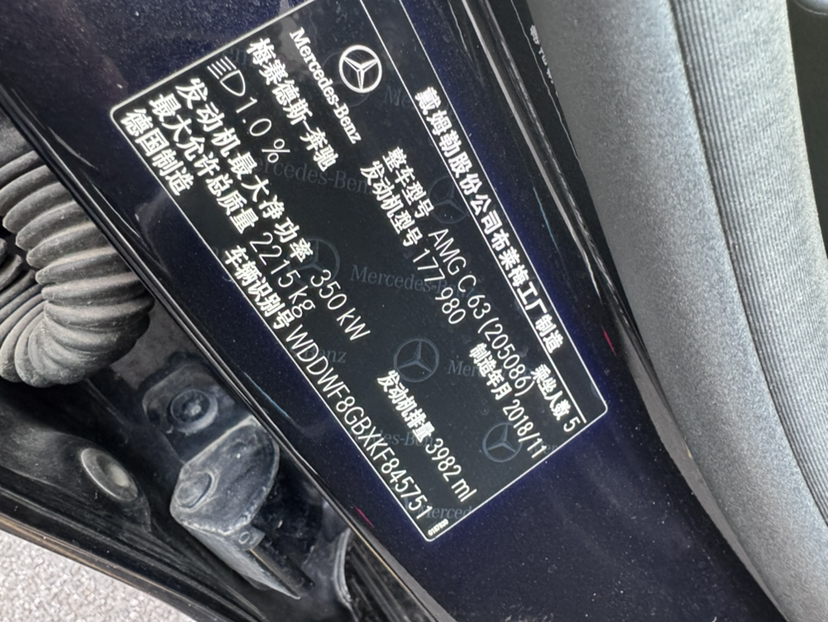 Mercedes-Benz
戴姆勒股份公司布莱梅工厂制造
梅赛德斯-奔驰
整车型号 AMG C 63 (205086)
乘坐人数 5
1.0 %
发动机型号 177 980
制造年月 2018/11
发动机最大净功率 350 kW
发动机排量 3982 ml
最大允许总质量 2215 kg
德国制造
车辆识别号 WDDWF8GBXKF845751